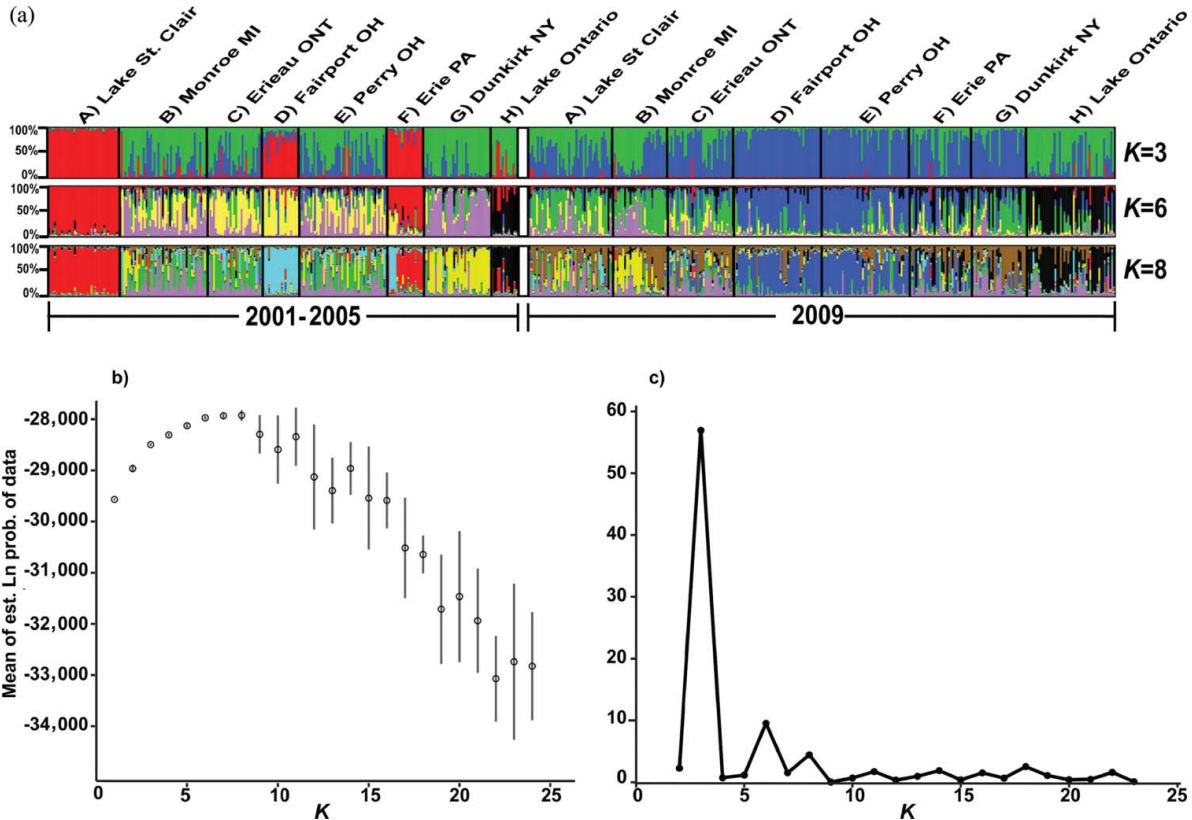 (a)
A) Lake St. Clair
B) Monroe MI
C) Erieau ONT
D) Fairport OH
E) Perry OH
F) Erie PA
G) Dunkirk NY
H) Lake Ontario
A) Lake St Clair
B) Monroe MI
C) Erieau ONT
D) Fairport OH
E) Perry OH
F) Erie PA
G) Dunkirk NY
H) Lake Ontario
100%
50%
0%
K=3
100%
50%
0%
K=6
100%
50%
0%
K=8
2001-2005
2009
b)
Mean of est. Ln prob. of data
-28,000
-29,000
-30,000
-31,000
-32,000
-33,000
-34,000
0 5 10 15 20 25
K
c)
60
50
40
30
20
10
0
0 5 10 15 20 25
K